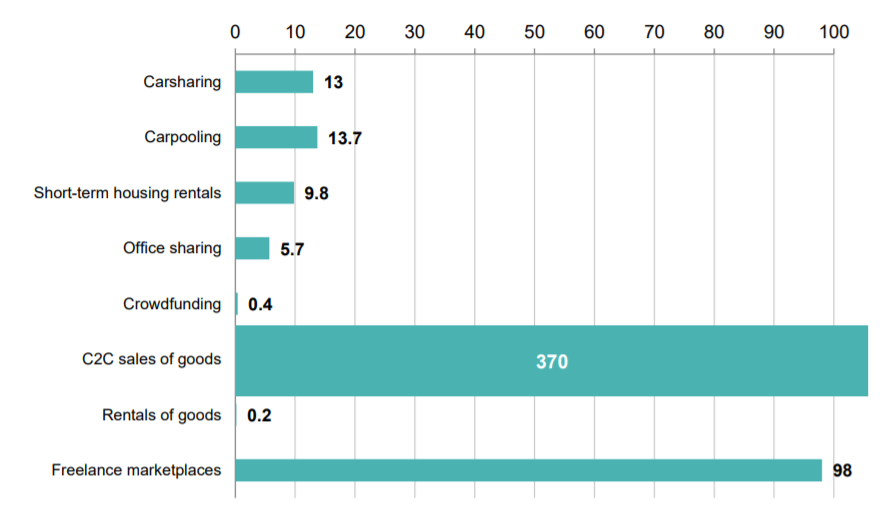 0 10 20 30 40 50 60 70 80 90 100
Carsharing 13
Carpooling 13.7
Short-term housing rentals 9.8
Office sharing 5.7
Crowdfunding 0.4
C2C sales of goods 370
Rentals of goods 0.2
Freelance marketplaces 98